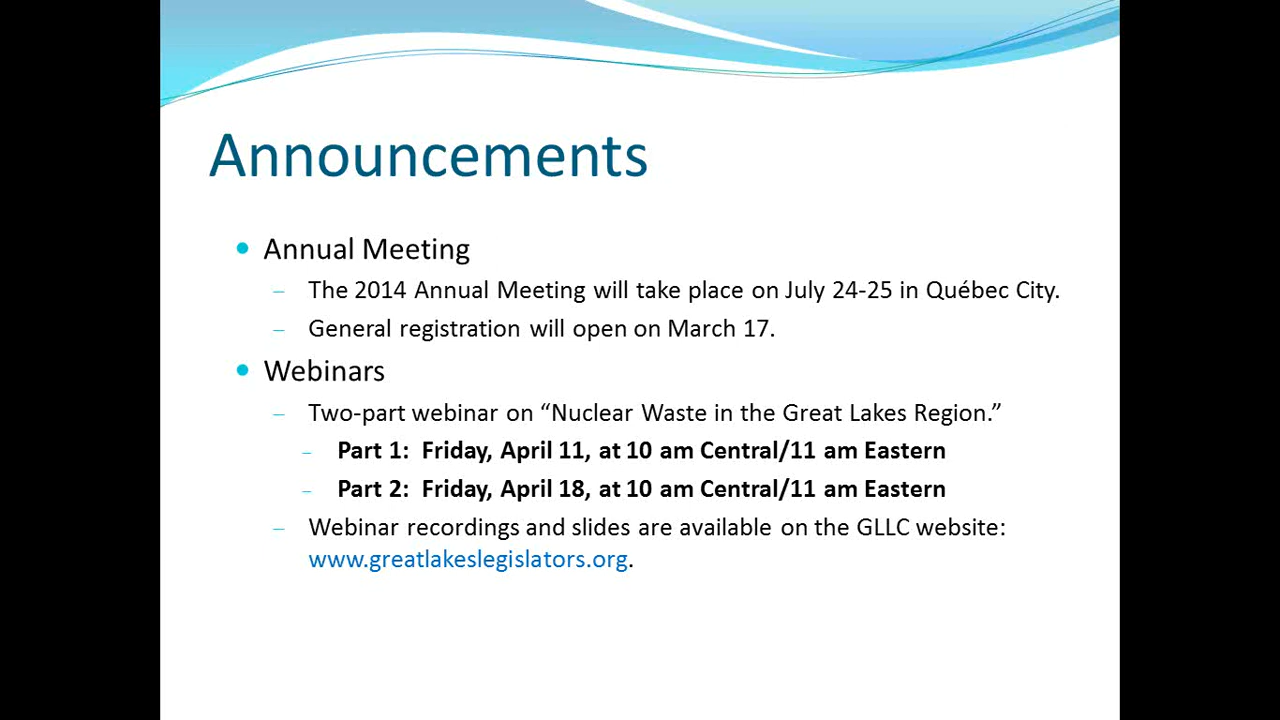 Announcements
Annual Meeting
– The 2014 Annual Meeting will take place on July 24-25 in Québec City.
– General registration will open on March 17.
Webinars
– Two-part webinar on “Nuclear Waste in the Great Lakes Region.”
– Part 1:  Friday, April 11, at 10 am Central/11 am Eastern
– Part 2:  Friday, April 18, at 10 am Central/11 am Eastern
– Webinar recordings and slides are available on the GLLC website:
www.greatlakeslegislators.org.